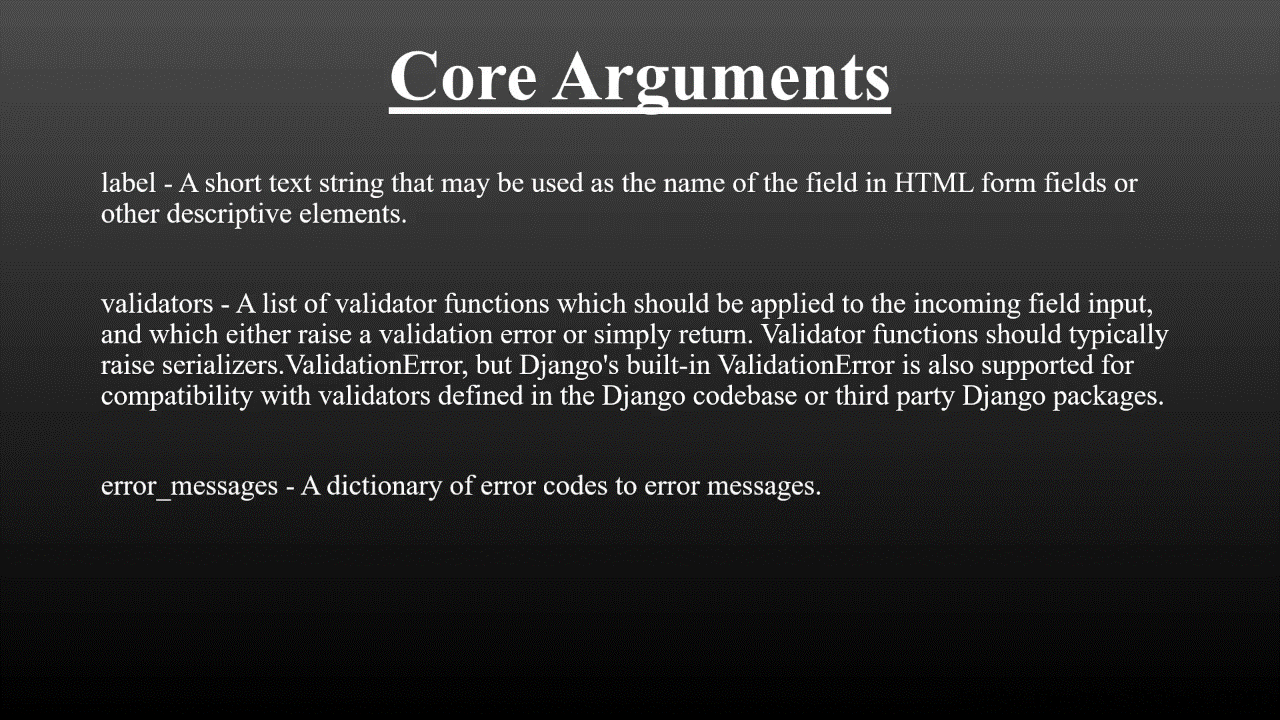 Core Arguments
label - A short text string that may be used as the name of the field in HTML form fields or
other descriptive elements.
validators - A list of validator functions which should be applied to the incoming field input,
and which either raise a validation error or simply return. Validator functions should typically
raise serializers.ValidationError, but Django's built-in ValidationError is also supported for
compatibility with validators defined in the Django codebase or third party Django packages.
error_messages - A dictionary of error codes to error messages.